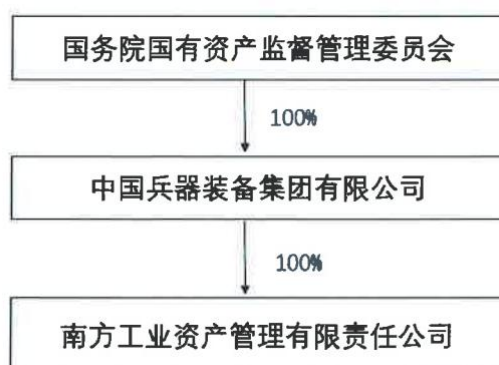 国务院国有资产监督管理委员会
100%
中国兵器装备集团有限公司
100%
南方工业资产管理有限责任公司